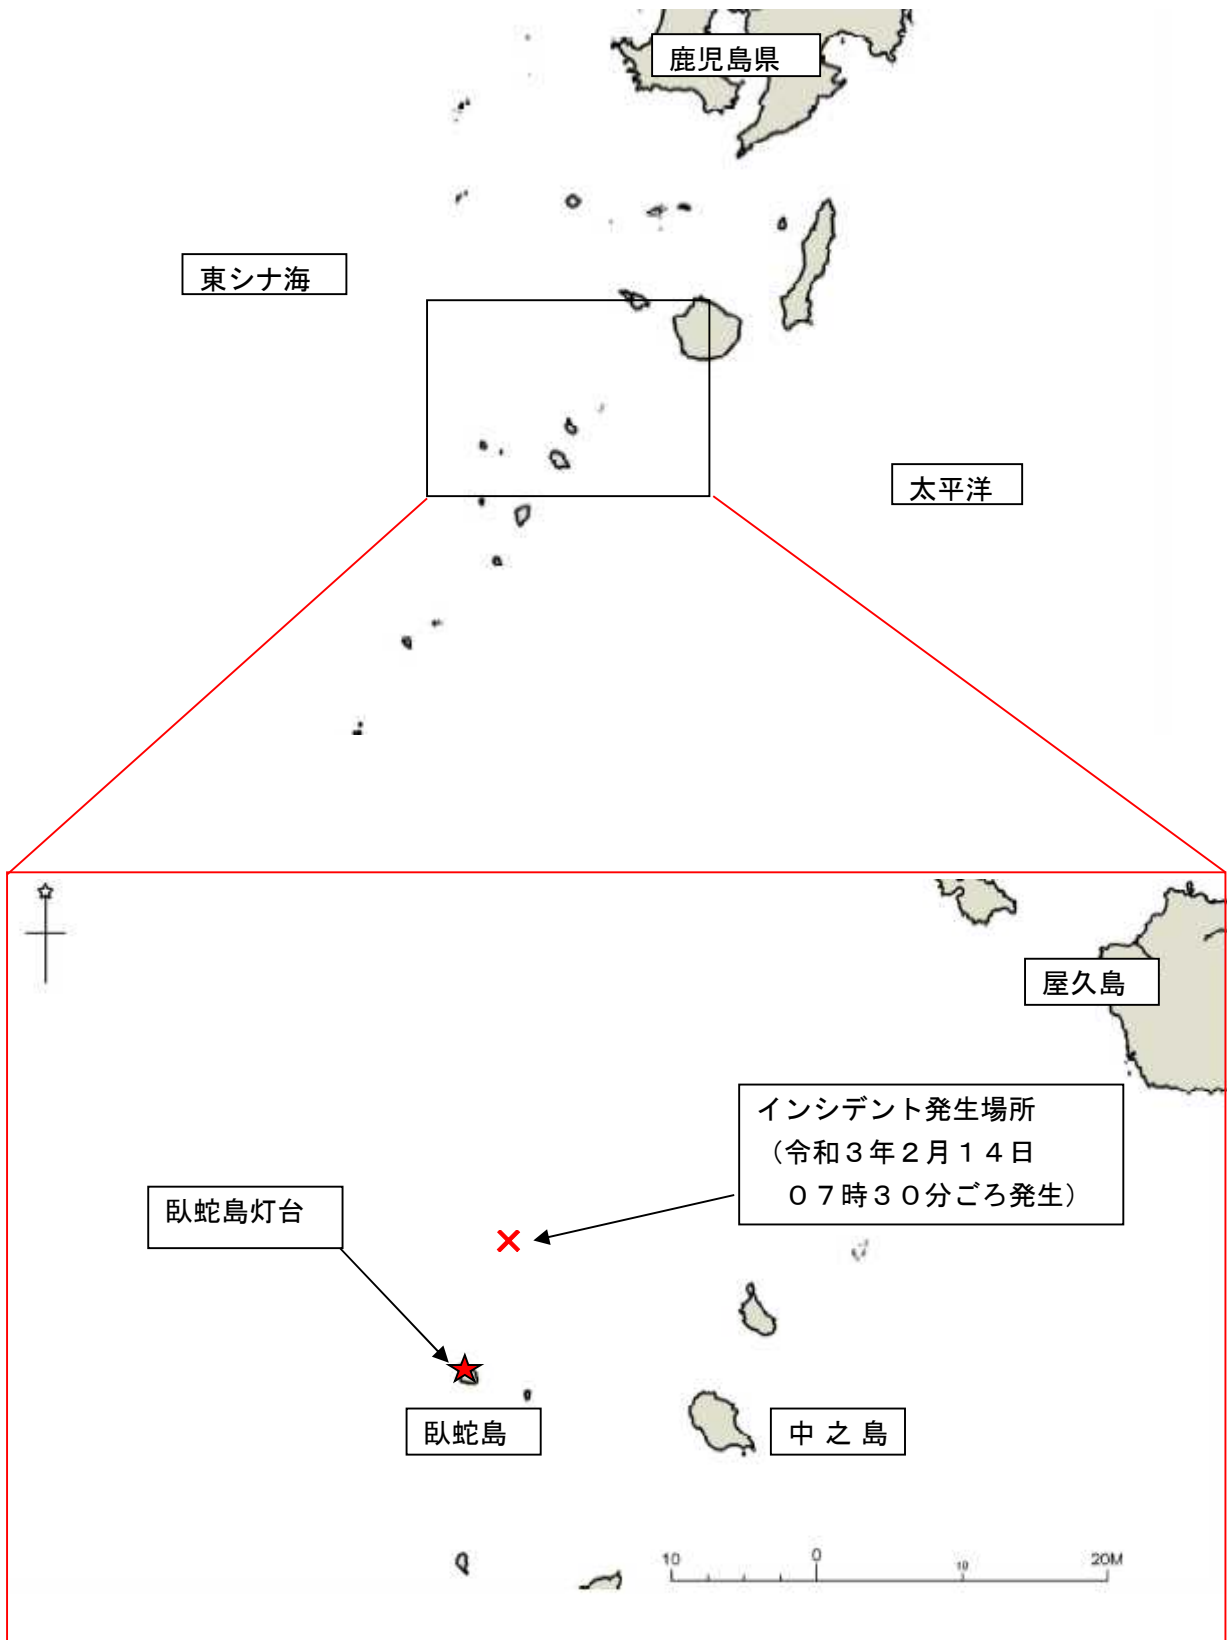 鹿児島県
東シナ海
太平洋
屋久島
インシデント発生場所
（令和３年２月１４日
０７時３０分ごろ発生）
臥蛇島灯台
臥蛇島
中之島
10 0 10 20M